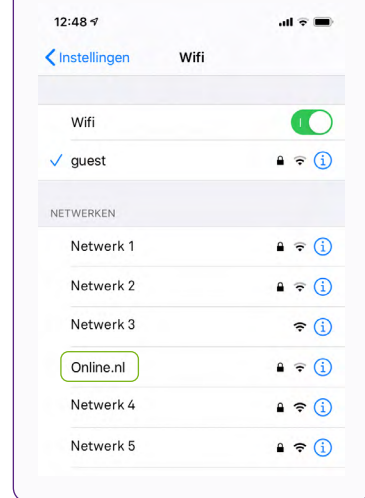 12:48
Instellingen Wifi
Wifi
guest
NETWERKEN
Netwerk 1
Netwerk 2
Netwerk 3
Online.nl
Netwerk 4
Netwerk 5